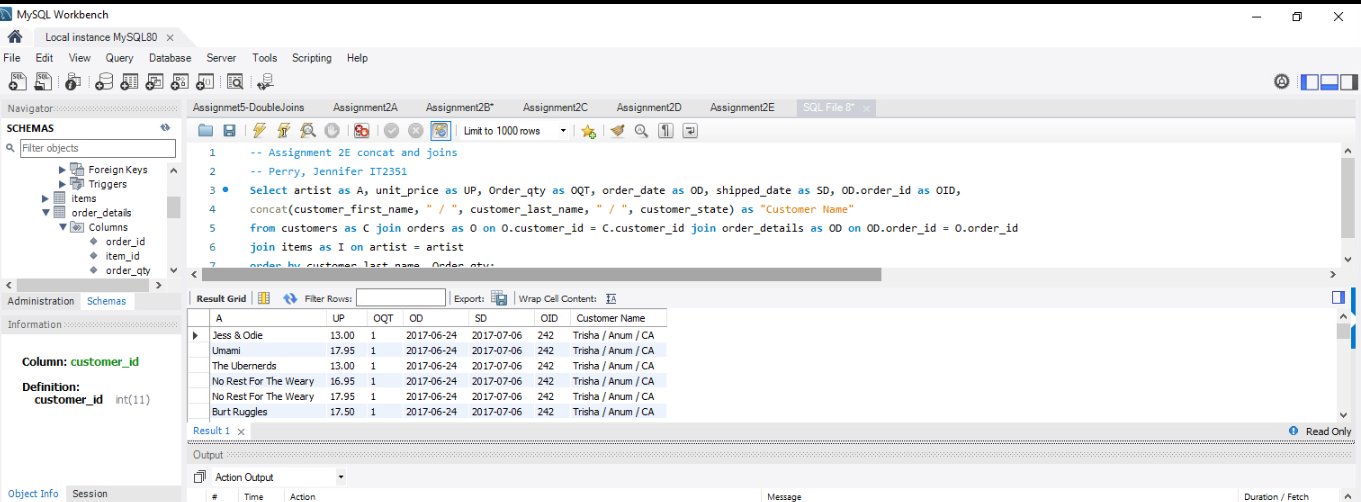 MySQL Workbench
Local instance MySQL80
File Edit View Query Database Server Tools Scripting Help
Navigator
SCHEMAS
Filter objects
Foreign Keys
Triggers
items
order_details
Columns
order_id
item_id
order_qty
Administration Schemas
Information
Column: customer_id
Definition:
customer_id int(11)
Object Info Session
Assignmet5-DoubleJoins Assignment2A Assignment2B* Assignment2C Assignment2D Assignment2E SQL File 8*
Limit to 1000 rows
1 -- Assignment 2E concat and joins
2 -- Perry, Jennifer IT2351
3 Select artist as A, unit_price as UP, Order_qty as OQT, order_date as OD, shipped_date as SD, OD.order_id as OID,
4 concat(customer_first_name, " / ", customer_last_name, " / ", customer_state) as "Customer Name"
5 from customers as C join orders as O on O.customer_id = C.customer_id join order_details as OD on OD.order_id = O.order_id
6 join items as I on artist = artist
7 order by customer_last_name, Order_qty;
Result Grid Filter Rows: Export: Wrap Cell Content:
A UP OQT OD SD OID Customer Name
Jess & Odie 13.00 1 2017-06-24 2017-07-06 242 Trisha / Anum / CA
Umami 17.95 1 2017-06-24 2017-07-06 242 Trisha / Anum / CA
The Ubernerds 13.00 1 2017-06-24 2017-07-06 242 Trisha / Anum / CA
No Rest For The Weary 16.95 1 2017-06-24 2017-07-06 242 Trisha / Anum / CA
No Rest For The Weary 17.95 1 2017-06-24 2017-07-06 242 Trisha / Anum / CA
Burt Ruggles 17.50 1 2017-06-24 2017-07-06 242 Trisha / Anum / CA
Result 1 Read Only
Output
Action Output
# Time Action Message Duration / Fetch